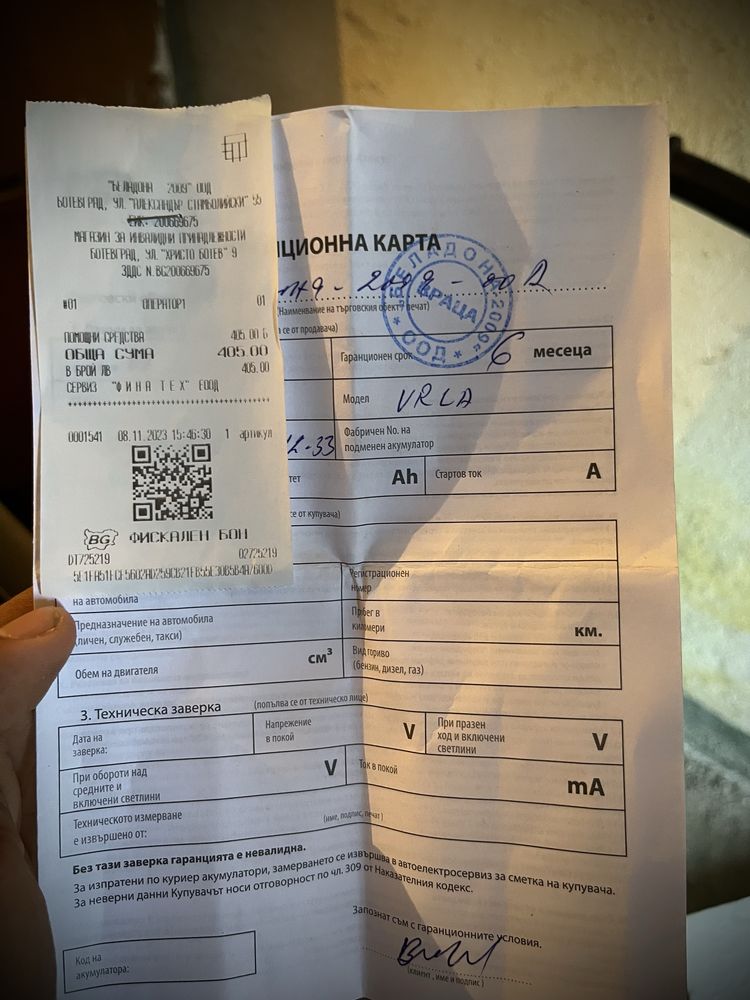 "БЕЛАДОНА 2009" ООД
БОТЕВГРАД, УЛ. "АЛЕКСАНДЪР СТАМБОЛИЙСКИ" 55
ЕИК: 200669675
МАГАЗИН ЗА ИНВАЛИДНИ ПРИНАДЛЕЖНОСТИ
БОТЕВГРАД, УЛ. "ХРИСТО БОТЕВ" 9
ЗДДС N.BG200669675
#01 ОПЕРАТОР1 01
ПОМОЩНИ СРЕДСТВА 405.00 Б
ОБЩА СУМА 405.00
В БРОЙ ЛВ 405.00
СЕРВИЗ "ФИНА ТЕХ" ЕООД
0001541 08.11.2023 15:46:30 1 артикул
BG ФИСКАЛЕН БОН
DT725219 02725219
ЦИОННА КАРТА
БЕЛАДОНА 2009 ООД
ВРАЦА
(Наименование на търговския обект / печат)
се от продавача)
Гаранционен срок 6 месеца
Модел VRLA
Фабричен No. на
подменен акумулатор
-33
тет Ah Стартов ток A
се от купувача)
на автомобила
Регистрационен
номер
Предназначение на автомобила
(личен, служебен, такси)
Пробег в
километри км.
Обем на двигателя см³
Вид гориво
(бензин, дизел, газ)
3. Техническа заверка (попълва се от техническо лице)
Дата на
заверка:
Напрежение
в покой V
При празен
ход и включени
светлини V
При обороти над
средните и
включени светлини V
Ток в покой mA
Техническото измерване
е извършено от: (име, подпис, печат)
Без тази заверка гаранцията е невалидна.
За изпратени по куриер акумулатори, замерването се извършва в автоелектросервиз за сметка на купувача.
За неверни данни Купувачът носи отговорност по чл. 309 от Наказателния кодекс.
Запознат съм с гаранционните условия.
(клиент, име и подпис)
Код на
акумулатора: